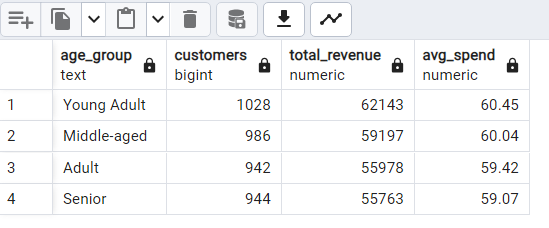 age_group customers total_revenue avg_spend
text bigint numeric numeric
1 Young Adult 1028 62143 60.45
2 Middle-aged 986 59197 60.04
3 Adult 942 55978 59.42
4 Senior 944 55763 59.07